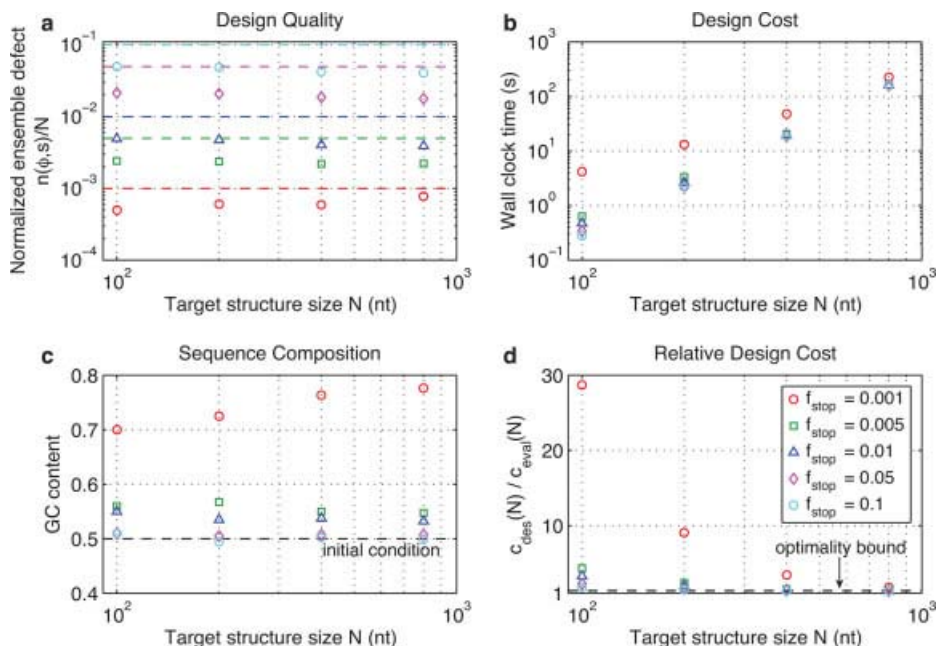 a Design Quality
Normalized ensemble defect
n(ϕ,s)/N
10^-1
10^-2
10^-3
10^-4
10^2
10^3
Target structure size N (nt)
b Design Cost
Wall clock time (s)
10^3
10^2
10^1
10^0
10^-1
10^2
10^3
Target structure size N (nt)
c Sequence Composition
GC content
0.8
0.7
0.6
0.5
0.4
initial condition
10^2
10^3
Target structure size N (nt)
d Relative Design Cost
c_des(N) / c_eval(N)
30
10
1
f_stop = 0.001
f_stop = 0.005
f_stop = 0.01
f_stop = 0.05
f_stop = 0.1
optimality bound
10^2
10^3
Target structure size N (nt)